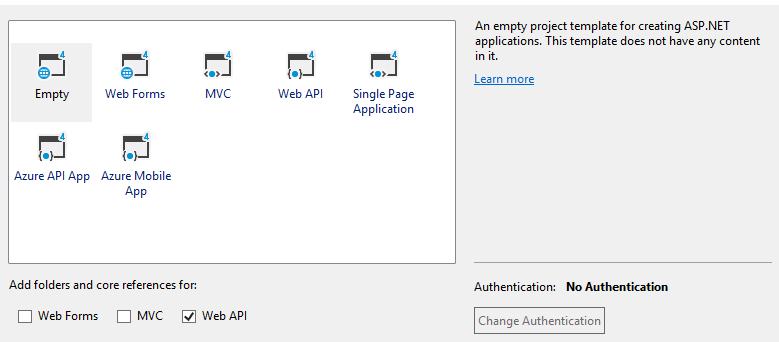 An empty project template for creating ASP.NET
applications. This template does not have any content
in it.
Learn more
4 4 4 4 4
Empty Web Forms MVC Web API Single Page
Application
4 4
Azure API App Azure Mobile
App
Add folders and core references for:
Web Forms MVC Web API
Authentication: No Authentication
Change Authentication